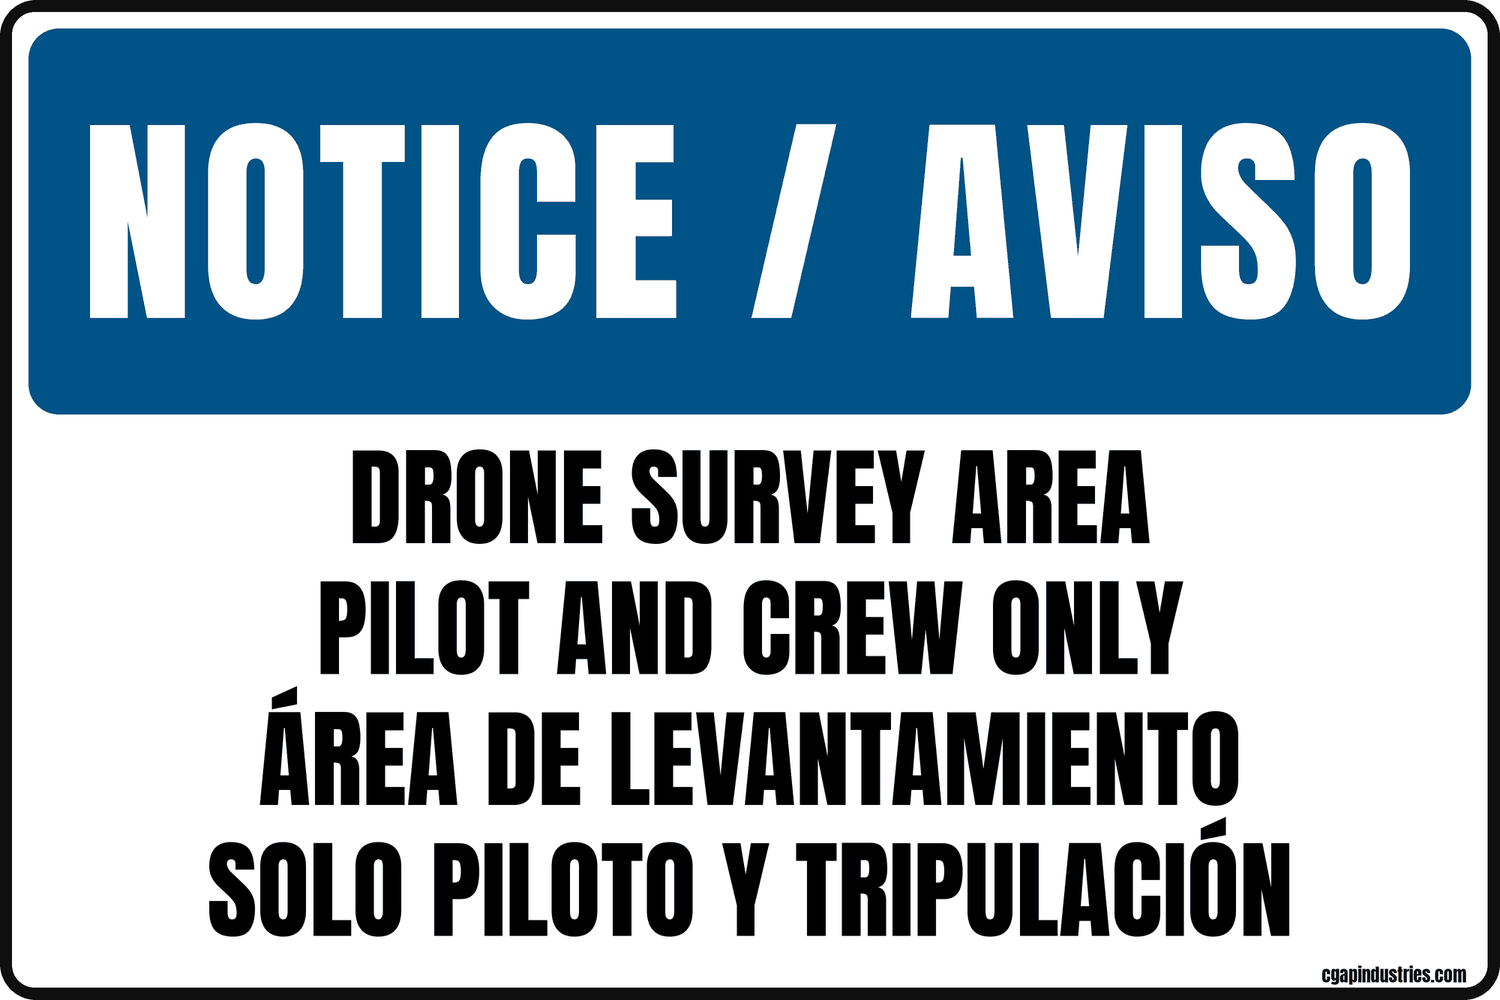 NOTICE / AVISO
DRONE SURVEY AREA
PILOT AND CREW ONLY
ÁREA DE LEVANTAMIENTO
SOLO PILOTO Y TRIPULACIÓN
cgapindustries.com